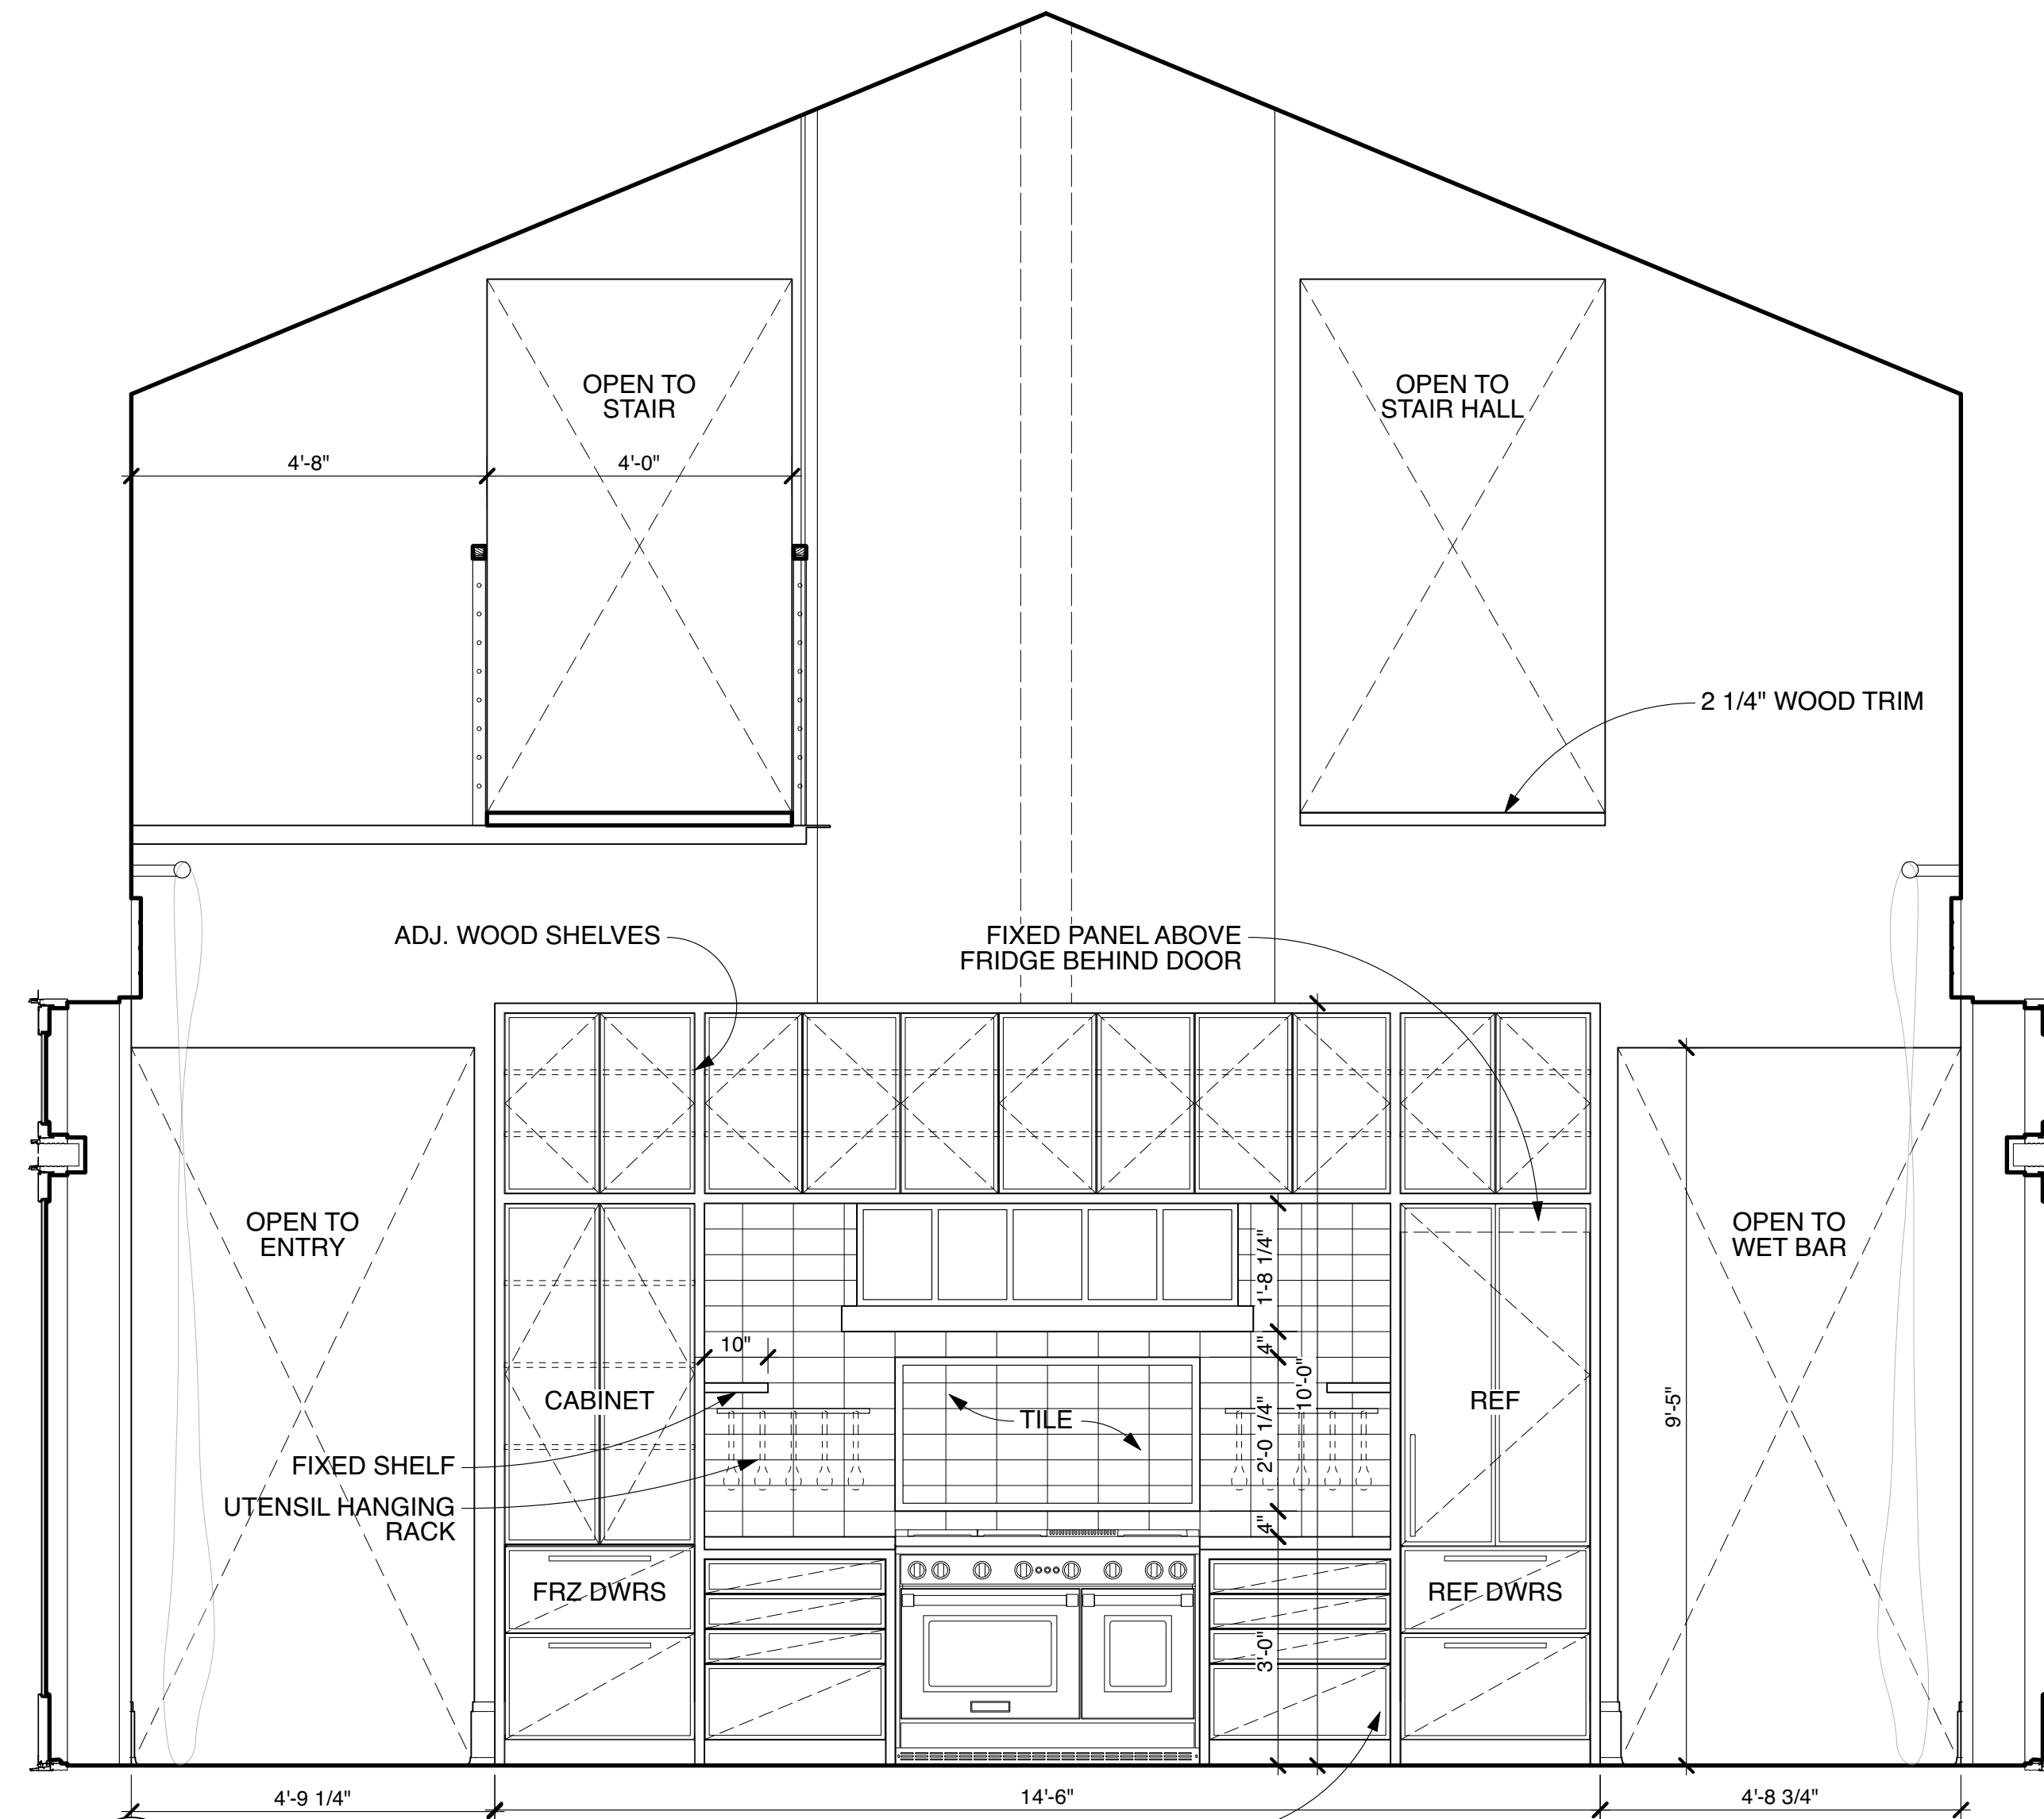 OPEN TO
STAIR
OPEN TO
STAIR HALL
4'-8"
4'-0"
2 1/4" WOOD TRIM
ADJ. WOOD SHELVES
FIXED PANEL ABOVE
FRIDGE BEHIND DOOR
OPEN TO
ENTRY
OPEN TO
WET BAR
1'-8 1/4"
10"
4"
10'-0"
CABINET
TILE
REF
9'-5"
2'-0 1/4"
FIXED SHELF
UTENSIL HANGING
RACK
4"
FRZ DWRS
REF DWRS
3'-0"
4'-9 1/4"
14'-6"
4'-8 3/4"